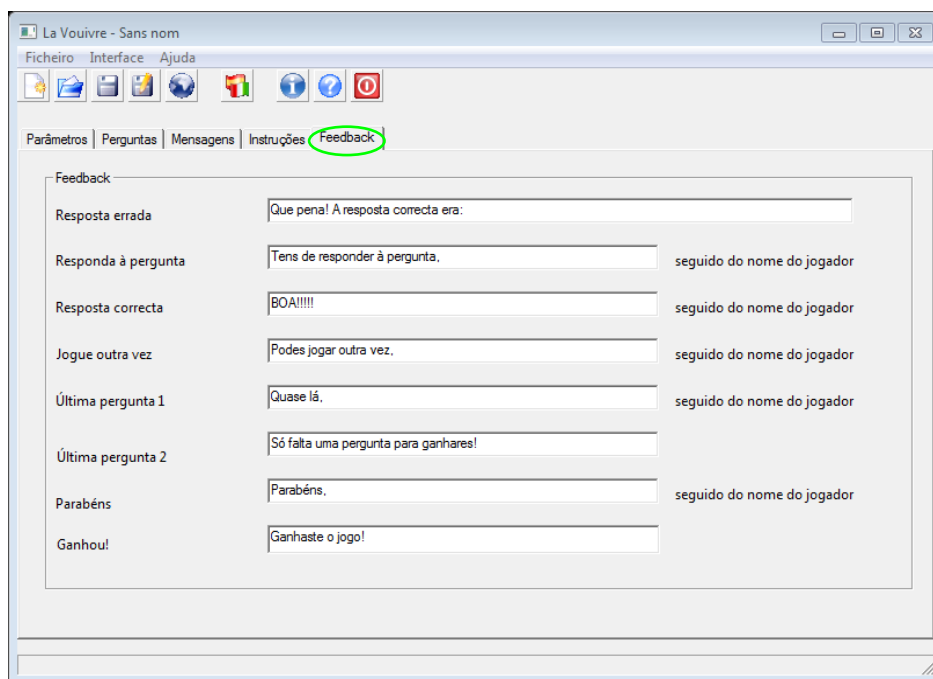 La Vouivre - Sans nom
Ficheiro Interface Ajuda
Parâmetros Perguntas Mensagens Instruções Feedback
Feedback
Resposta errada Que pena! A resposta correcta era:
Responda à pergunta Tens de responder à pergunta, seguido do nome do jogador
Resposta correcta BOA!!!!! seguido do nome do jogador
Jogue outra vez Podes jogar outra vez, seguido do nome do jogador
Última pergunta 1 Quase lá, seguido do nome do jogador
Última pergunta 2 Só falta uma pergunta para ganhares!
Parabéns Parabéns, seguido do nome do jogador
Ganhou! Ganhaste o jogo!